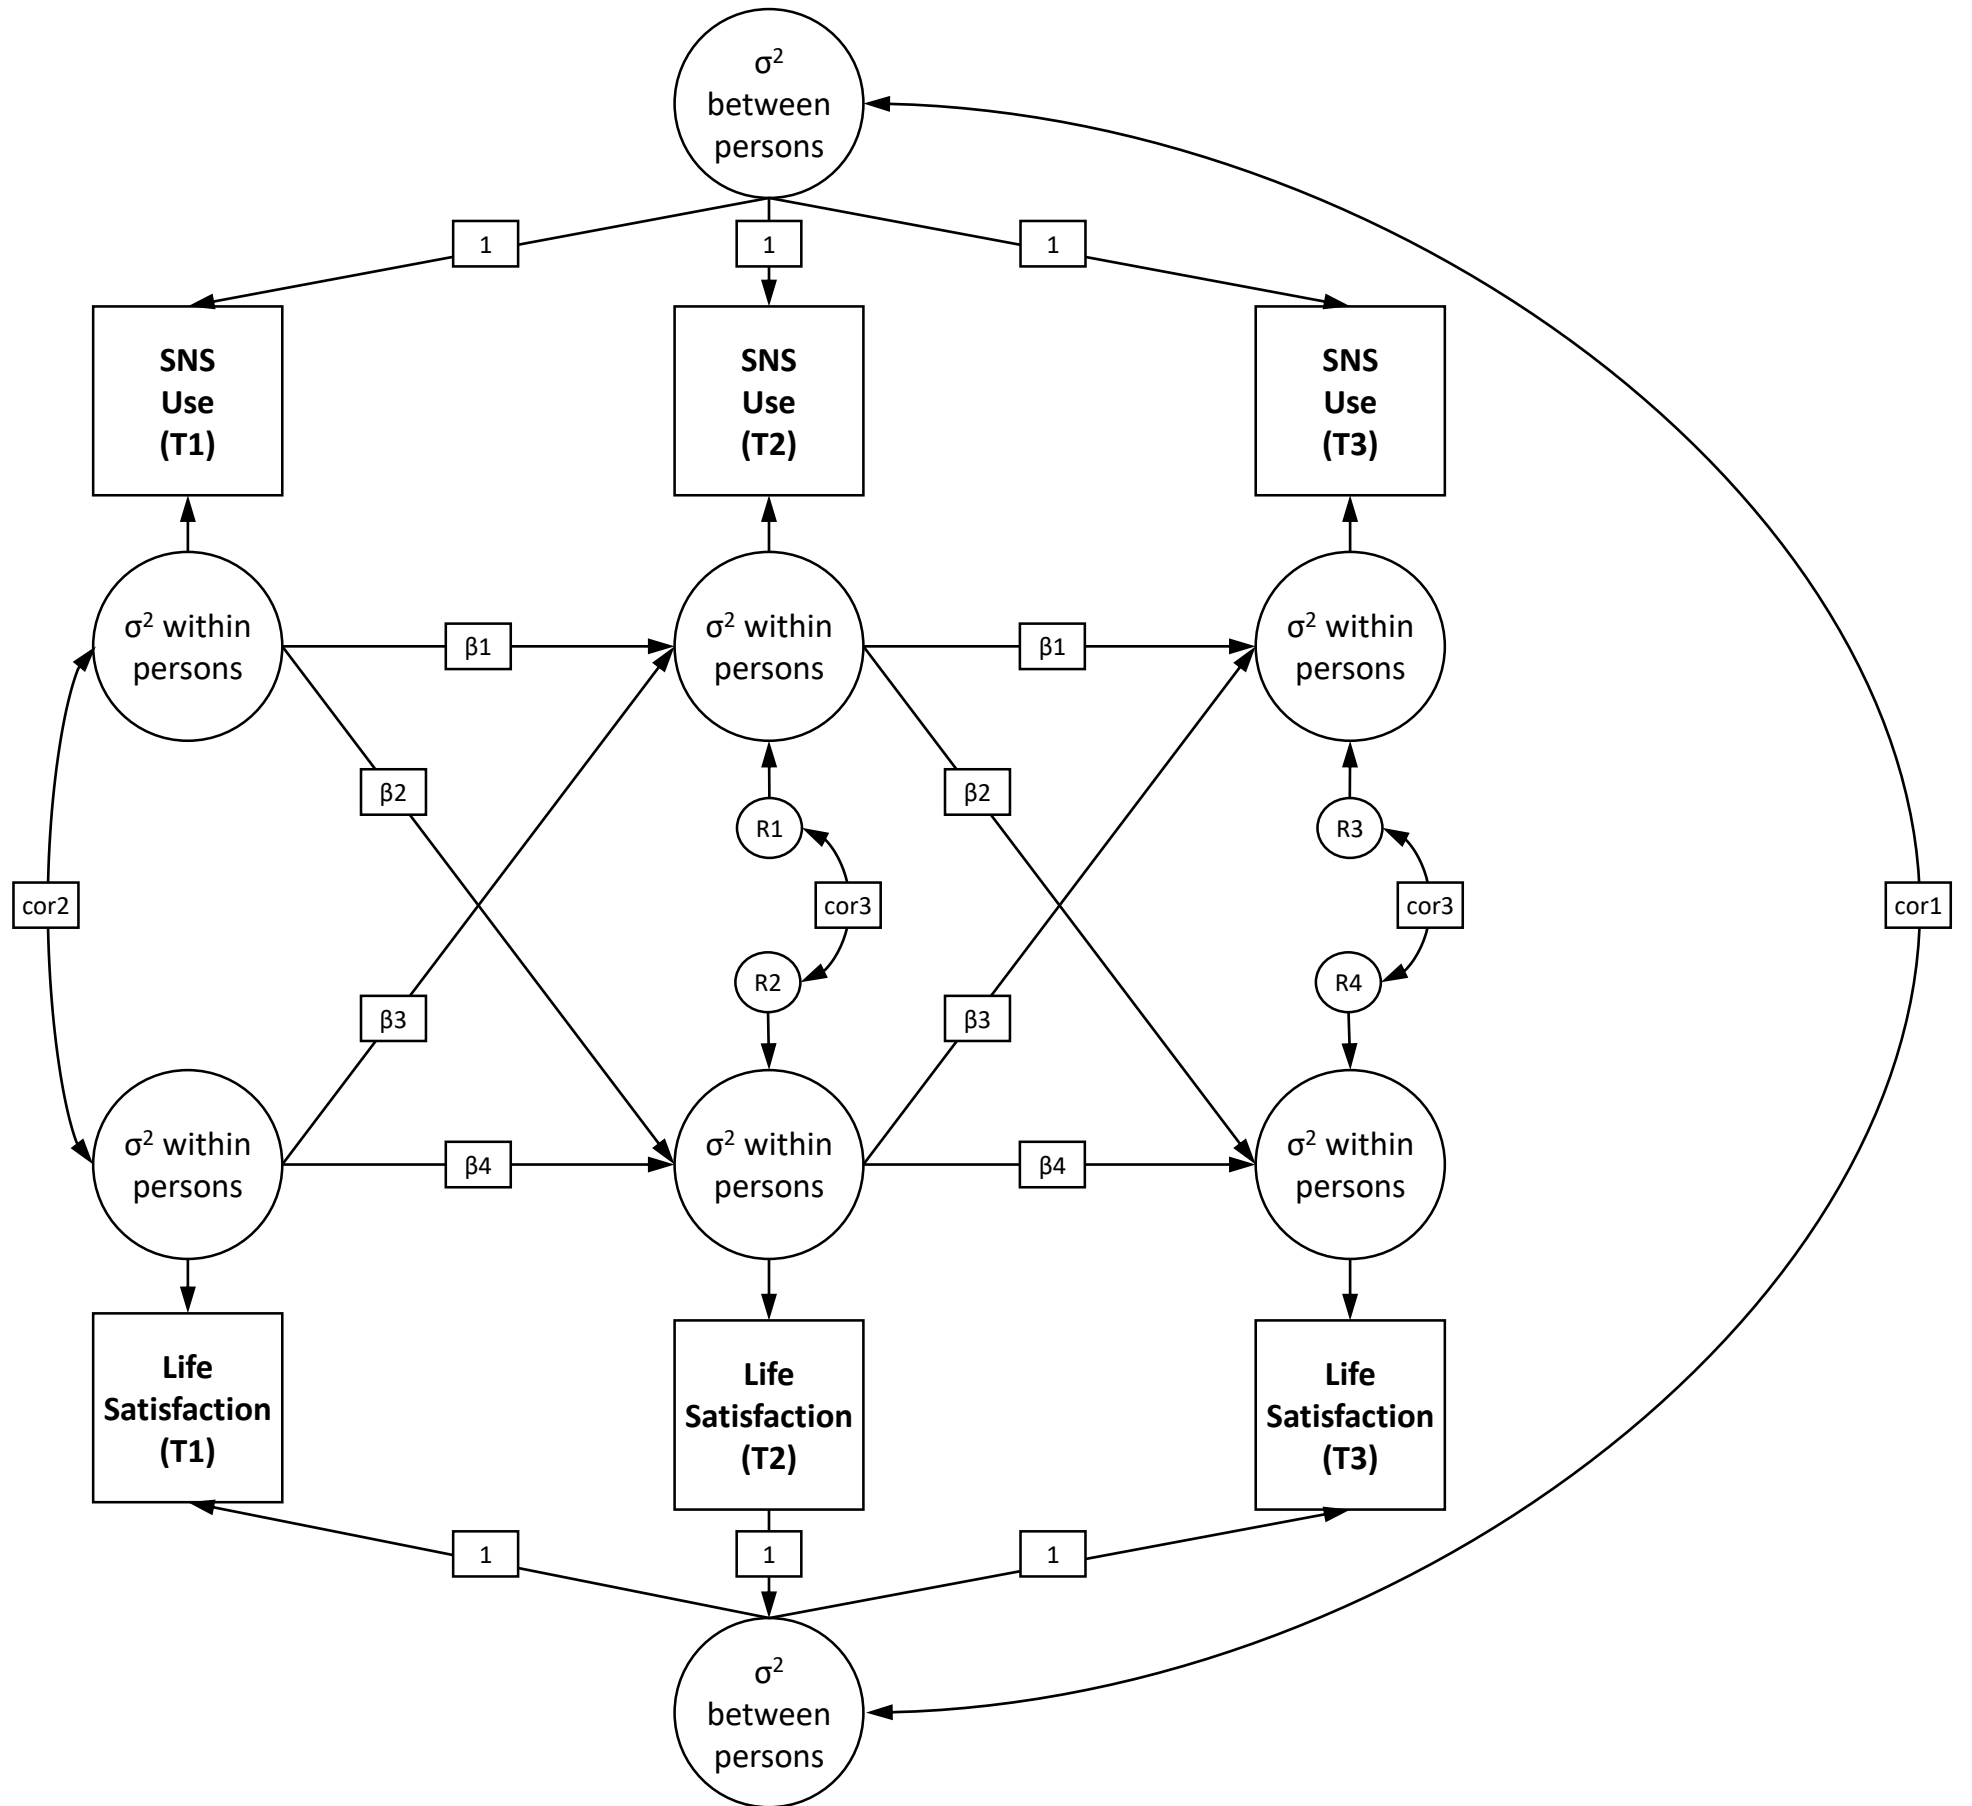 σ²
between
persons
1
1
1
SNS
Use
(T1)
SNS
Use
(T2)
SNS
Use
(T3)
σ² within
persons
β1
σ² within
persons
β1
σ² within
persons
β2
β2
R1
R3
cor2
cor3
cor3
cor1
R2
R4
β3
β3
σ² within
persons
β4
σ² within
persons
β4
σ² within
persons
Life
Satisfaction
(T1)
Life
Satisfaction
(T2)
Life
Satisfaction
(T3)
1
1
1
σ²
between
persons